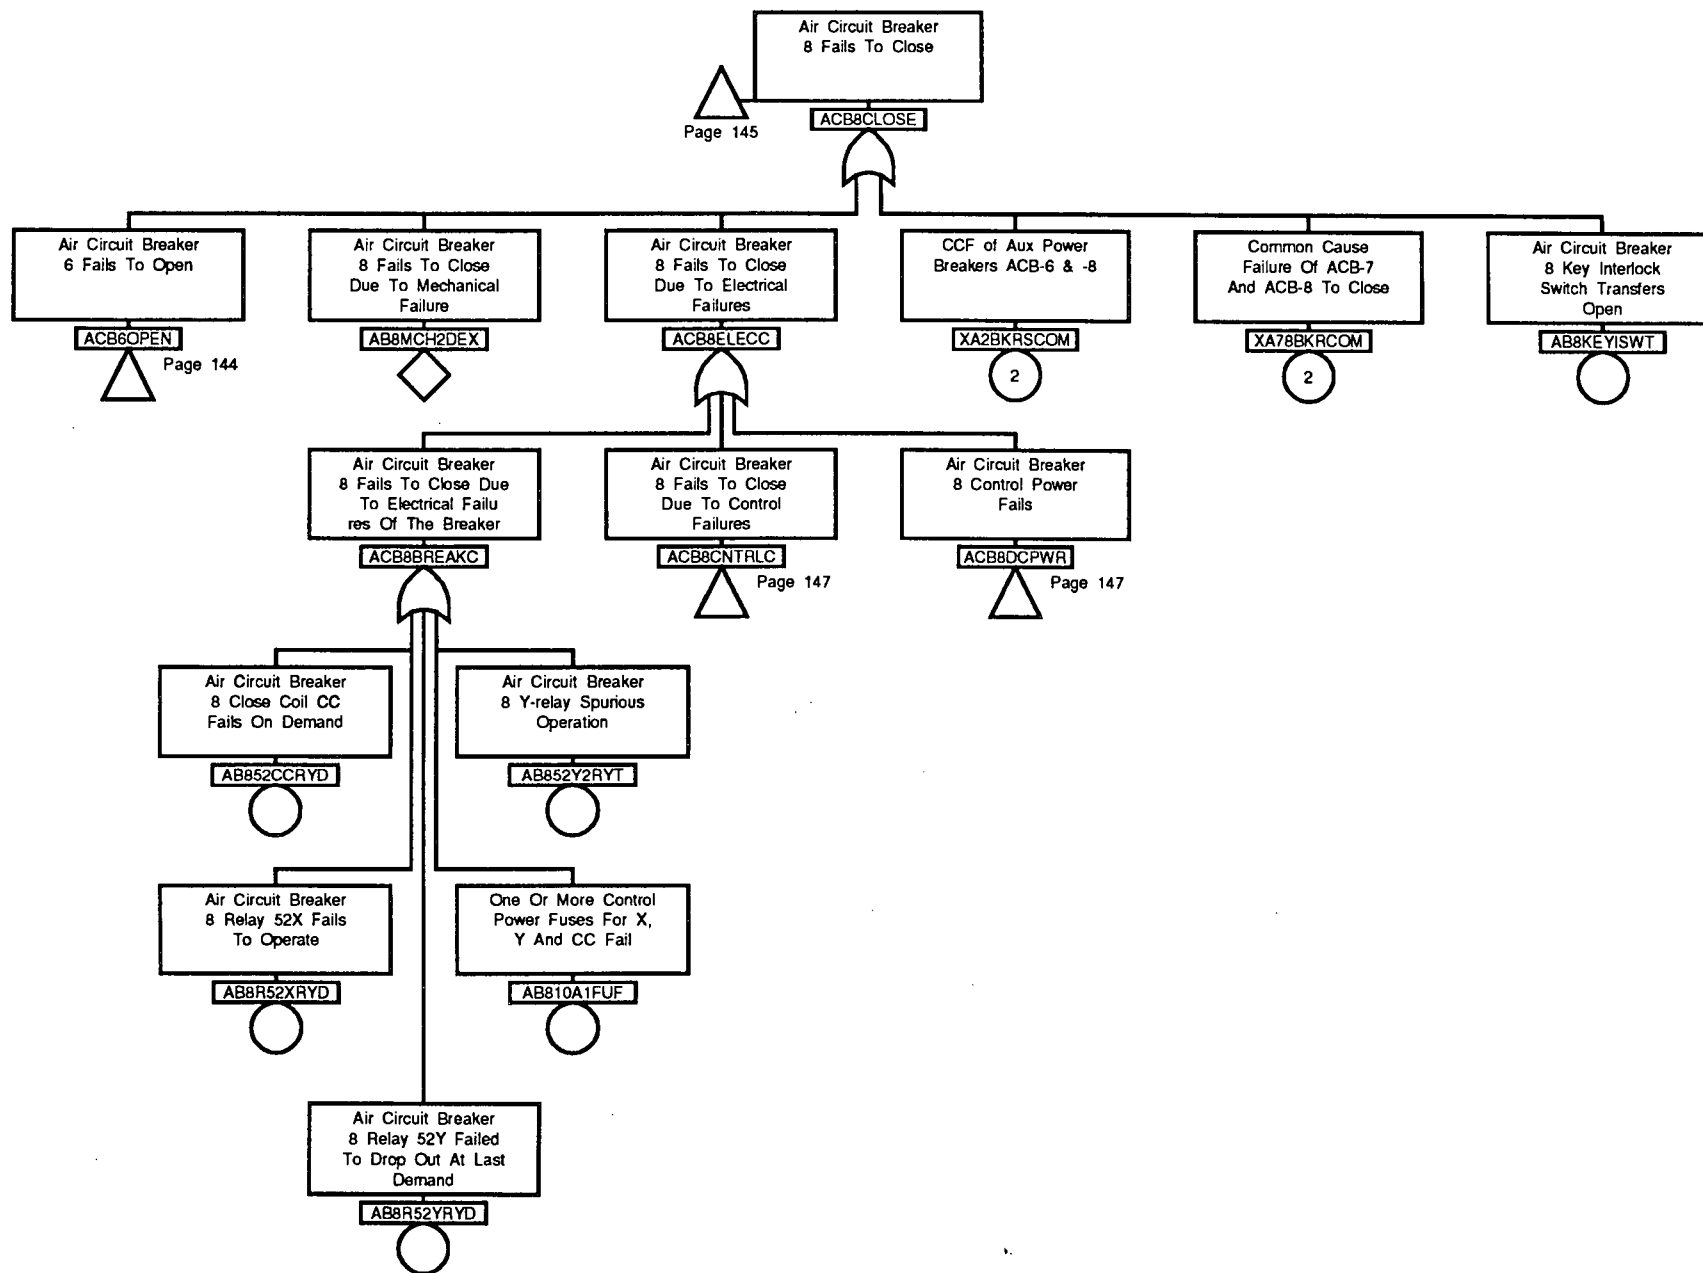 Air Circuit Breaker
8 Fails To Close
Page 145
ACB8CLOSE
Air Circuit Breaker
6 Fails To Open
ACB6OPEN
Page 144
Air Circuit Breaker
8 Fails To Close
Due To Mechanical
Failure
AB8MCH2DEX
Air Circuit Breaker
8 Fails To Close
Due To Electrical
Failures
ACB8ELECC
CCF of Aux Power
Breakers ACB-6 & -8
XA2BKRSCOM
2
Common Cause
Failure Of ACB-7
And ACB-8 To Close
XA78BKRCOM
2
Air Circuit Breaker
8 Key Interlock
Switch Transfers
Open
AB8KEYISWT
Air Circuit Breaker
8 Fails To Close Due
To Electrical Failu
res Of The Breaker
ACB8BREAKC
Air Circuit Breaker
8 Fails To Close
Due To Control
Failures
ACB8CNTRLC
Page 147
Air Circuit Breaker
8 Control Power
Fails
ACB8DCPWR
Page 147
Air Circuit Breaker
8 Close Coil CC
Fails On Demand
AB852CCRYD
Air Circuit Breaker
8 Y-relay Spurious
Operation
AB852Y2RYT
Air Circuit Breaker
8 Relay 52X Fails
To Operate
AB8R52XRYD
One Or More Control
Power Fuses For X,
Y And CC Fail
AB810A1FUF
Air Circuit Breaker
8 Relay 52Y Failed
To Drop Out At Last
Demand
AB8R52YRYD